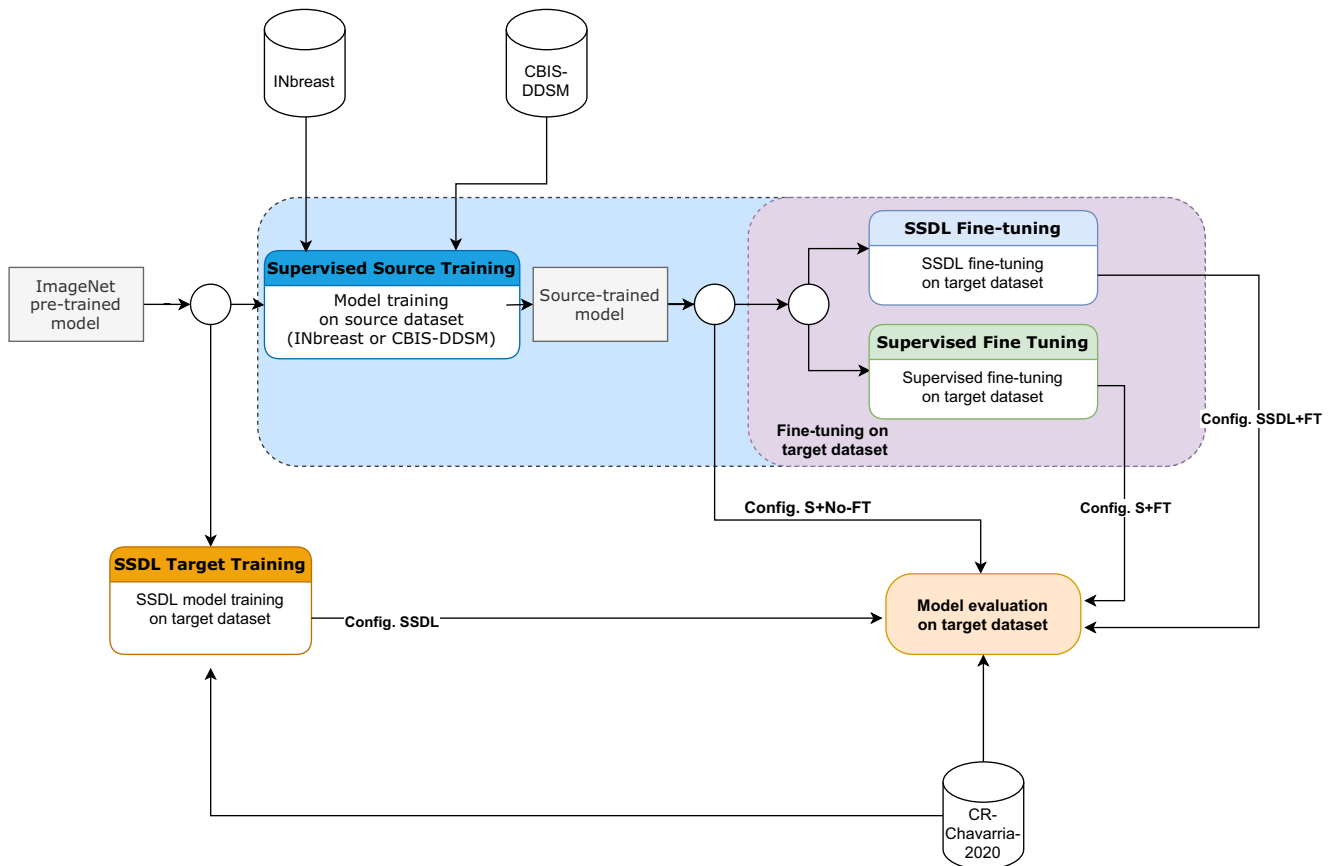 INbreast
CBIS-
DDSM
ImageNet
pre-trained
model
Supervised Source Training
Model training
on source dataset
(INbreast or CBIS-DDSM)
Source-trained
model
SSDL Fine-tuning
SSDL fine-tuning
on target dataset
Supervised Fine Tuning
Supervised fine-tuning
on target dataset
Fine-tuning on
target dataset
Config. SSDL+FT
Config. S+No-FT
Config. S+FT
SSDL Target Training
SSDL model training
on target dataset
Config. SSDL
Model evaluation
on target dataset
CR-
Chavarria-
2020